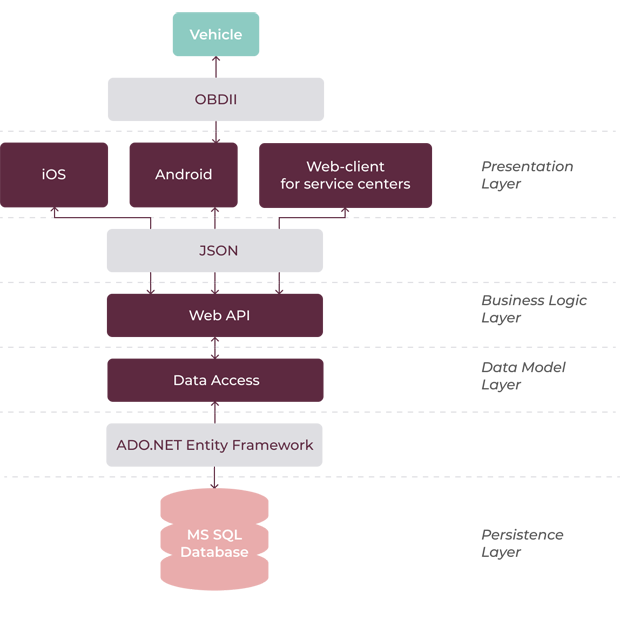 Vehicle
OBDII
iOS
Android
Web-client
for service centers
Presentation
Layer
JSON
Web API
Business Logic
Layer
Data Access
Data Model
Layer
ADO.NET Entity Framework
MS SQL
Database
Persistence
Layer